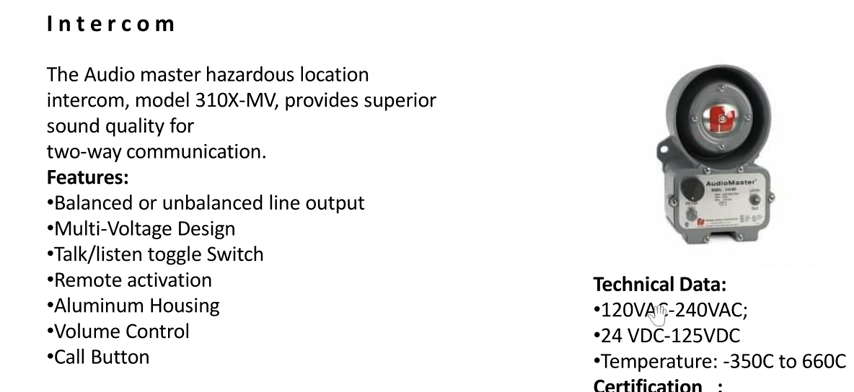 Intercom
The Audio master hazardous location
intercom, model 310X-MV, provides superior
sound quality for
two-way communication.
Features:
•Balanced or unbalanced line output
•Multi-Voltage Design
•Talk/listen toggle Switch
•Remote activation
•Aluminum Housing
•Volume Control
•Call Button
AudioMaster
Technical Data:
•120VAC-240VAC;
•24 VDC-125VDC
•Temperature: -350C to 660C
Certification :